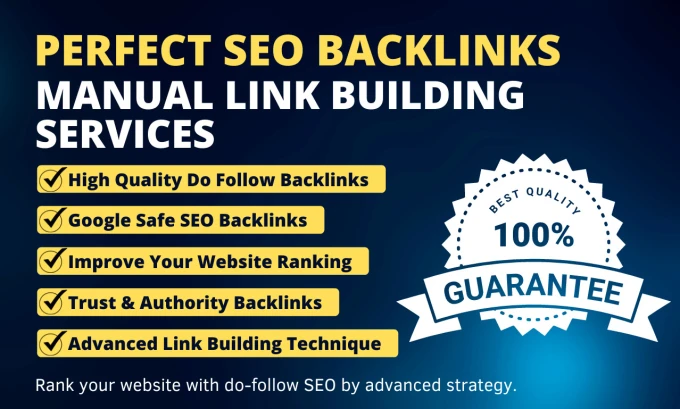 PERFECT SEO BACKLINKS
MANUAL LINK BUILDING
SERVICES
High Quality Do Follow Backlinks
Google Safe SEO Backlinks
Improve Your Website Ranking
Trust & Authority Backlinks
Advanced Link Building Technique
BEST QUALITY
100%
GUARANTEE
Rank your website with do-follow SEO by advanced strategy.